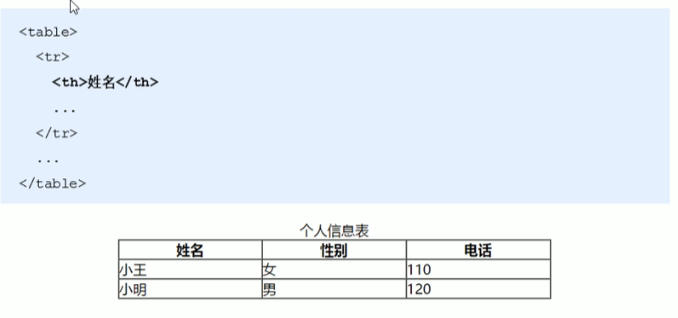 <table>
<tr>
<th>姓名</th>
...
</tr>
...
</table>
个人信息表
姓名 性别 电话
小王 女 110
小明 男 120